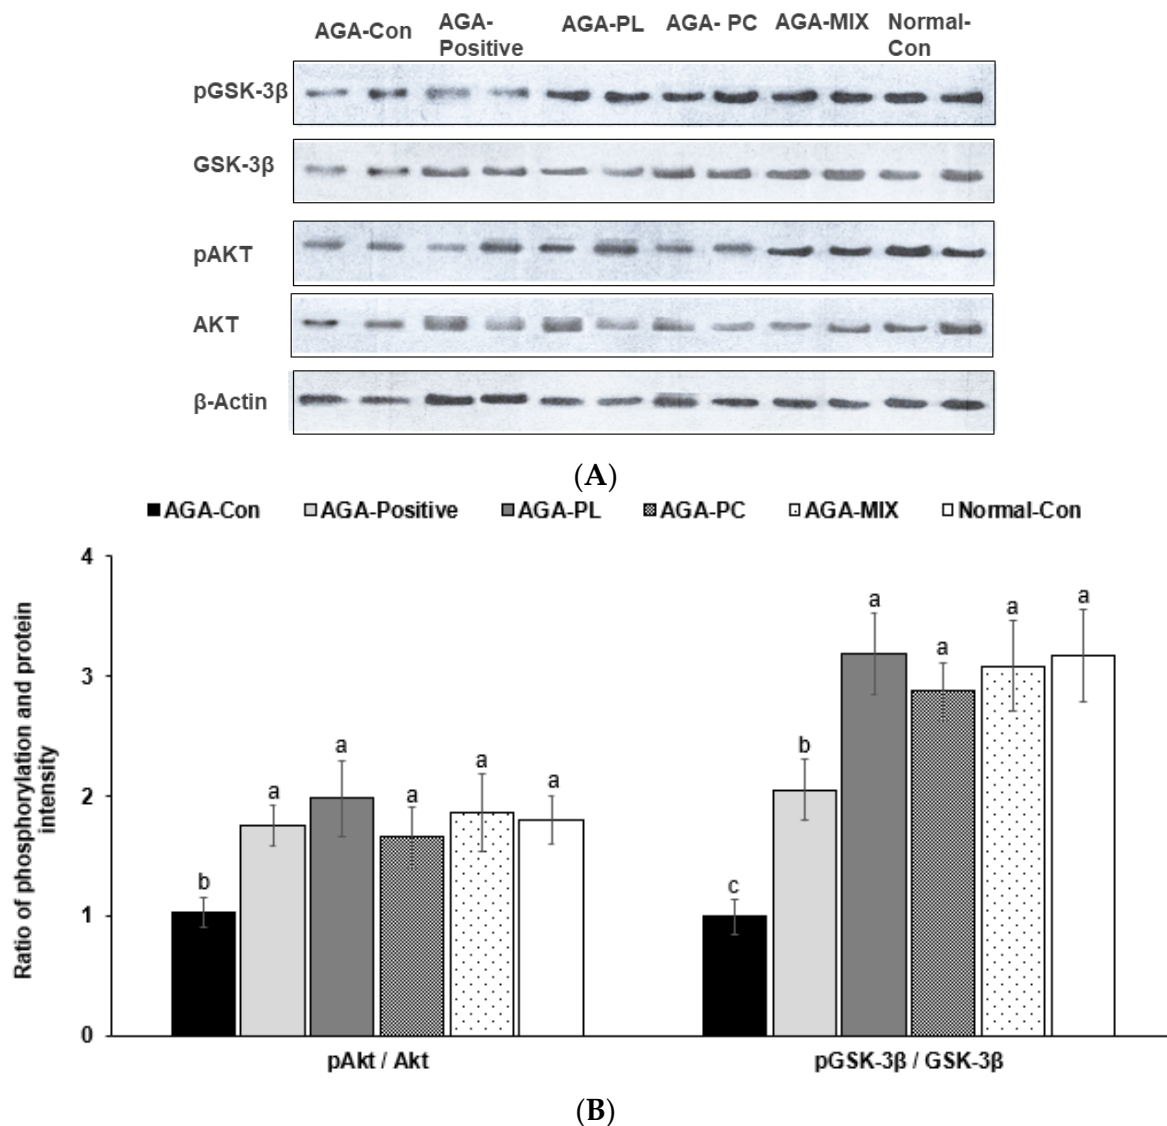 AGA-Con AGA-Positive AGA-PL AGA- PC AGA-MIX Normal-Con
pGSK-3β
GSK-3β
pAKT
AKT
β-Actin
(A)
AGA-Con AGA-Positive AGA-PL AGA-PC AGA-MIX Normal-Con
Ratio of phosphorylation and protein
intensity
4
3
2
1
0
b a a a a a
c b a a a a
pAkt / Akt pGSK-3β / GSK-3β
(B)